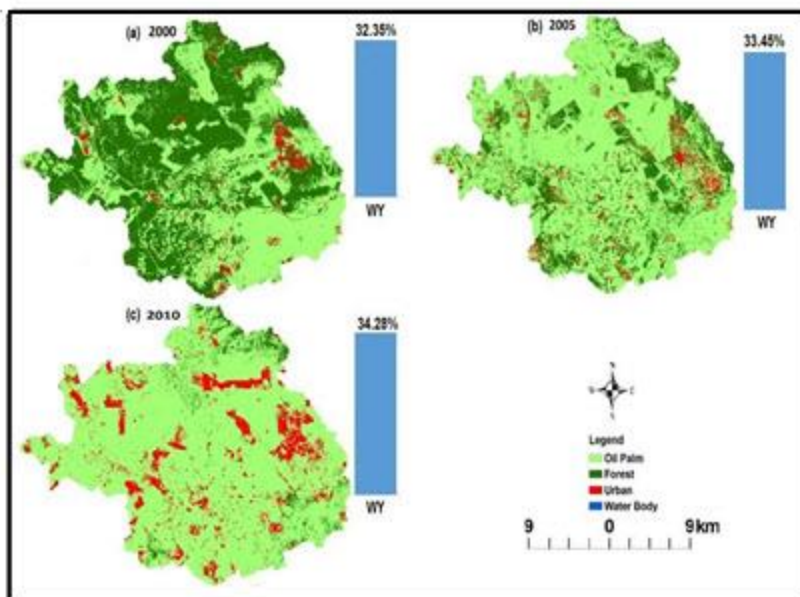 (a) 2000
32.35%
WY
(b) 2005
33.45%
WY
(c) 2010
34.28%
WY
N
W E
S
Legend
Oil Palm
Forest
Urban
Water Body
9 0 9km